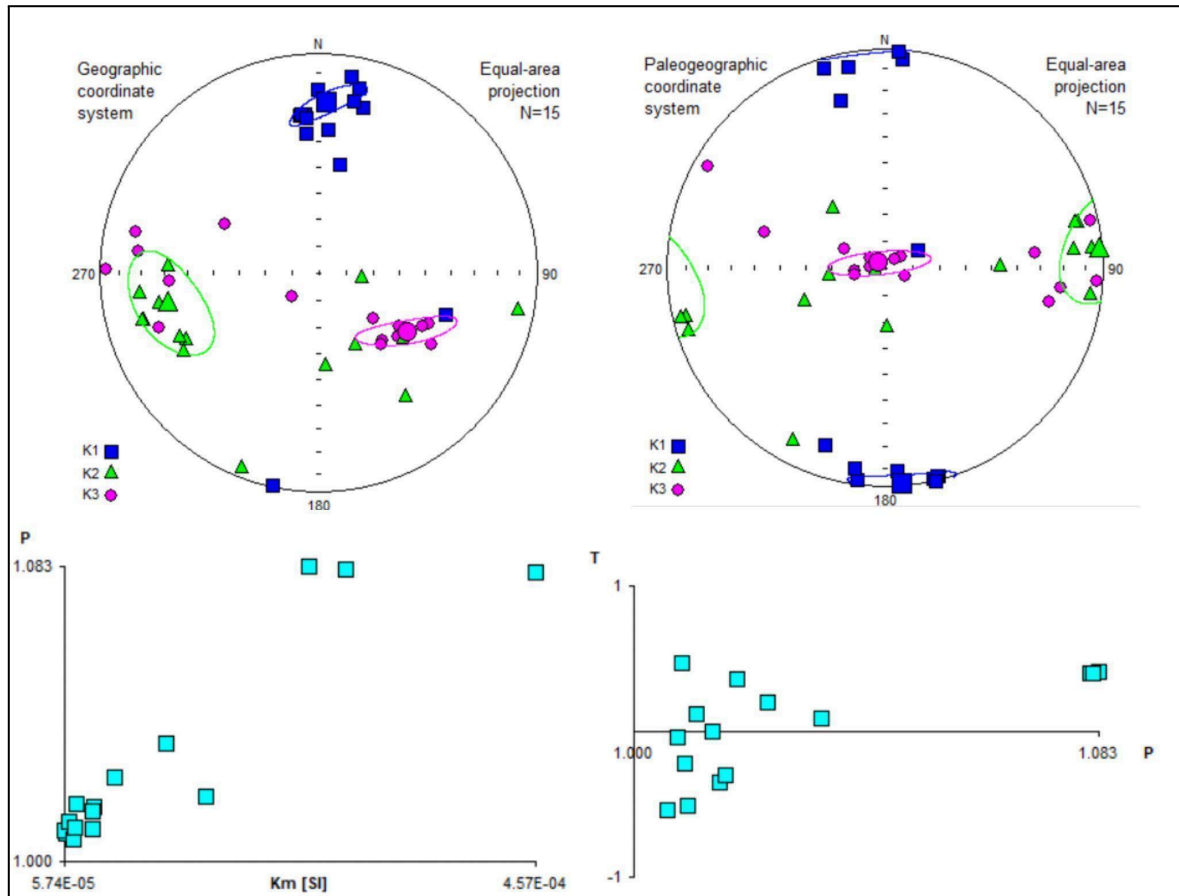 Geographic
coordinate
system
N
Equal-area
projection
N=15
270
90
180
K1
K2
K3
Paleogeographic
coordinate
system
N
Equal-area
projection
N=15
270
90
180
K1
K2
K3
P
1.083
1.000
5.74E-05
Km [SI]
4.57E-04
T
1
1.000
1.083
P
-1